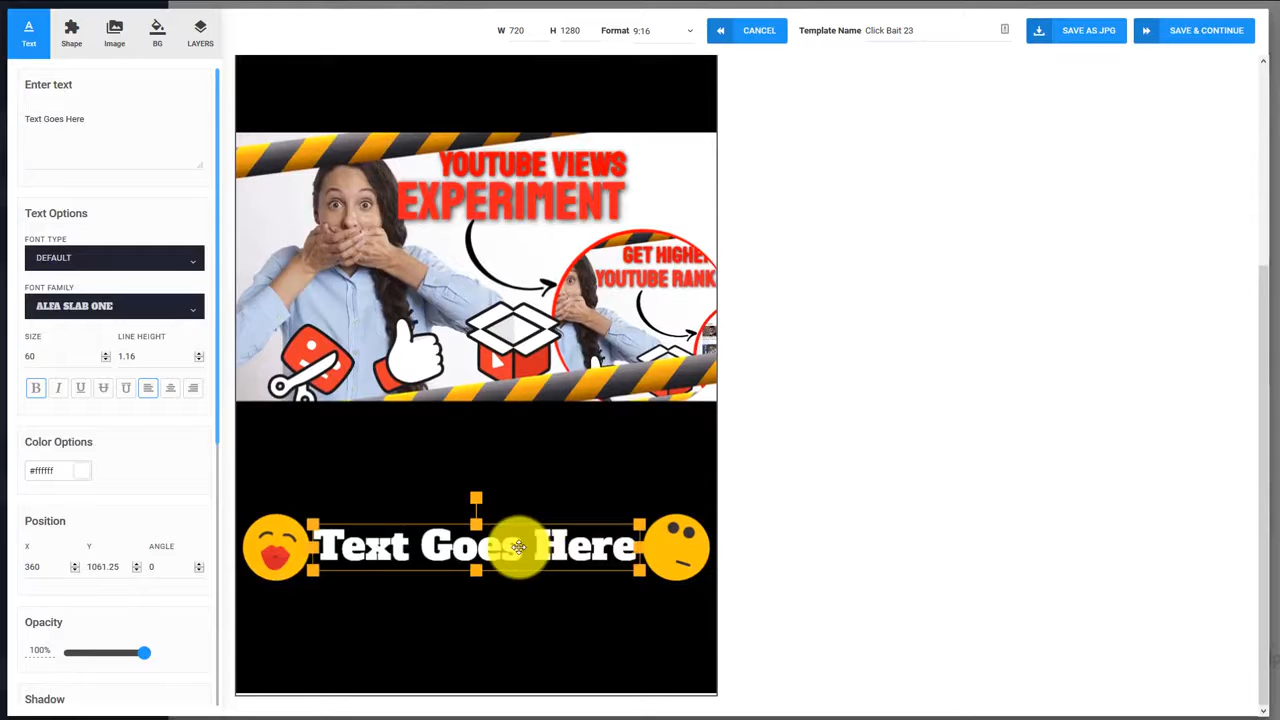 Text
Shape
Image
BG
LAYERS
W 720 H 1280 Format 9:16
CANCEL
Template Name Click Bait 23
SAVE AS JPG
SAVE & CONTINUE
Enter text
Text Goes Here
Text Options
FONT TYPE
DEFAULT
FONT FAMILY
ALFA SLAB ONE
SIZE LINE HEIGHT
60 1.16
B I U U
Color Options
#ffffff
Position
X Y ANGLE
360 1061.25 0
Opacity
100%
Shadow
YOUTUBE VIEWS
EXPERIMENT
GET HIGHE
YOUTUBE RANK
Text Goes Here